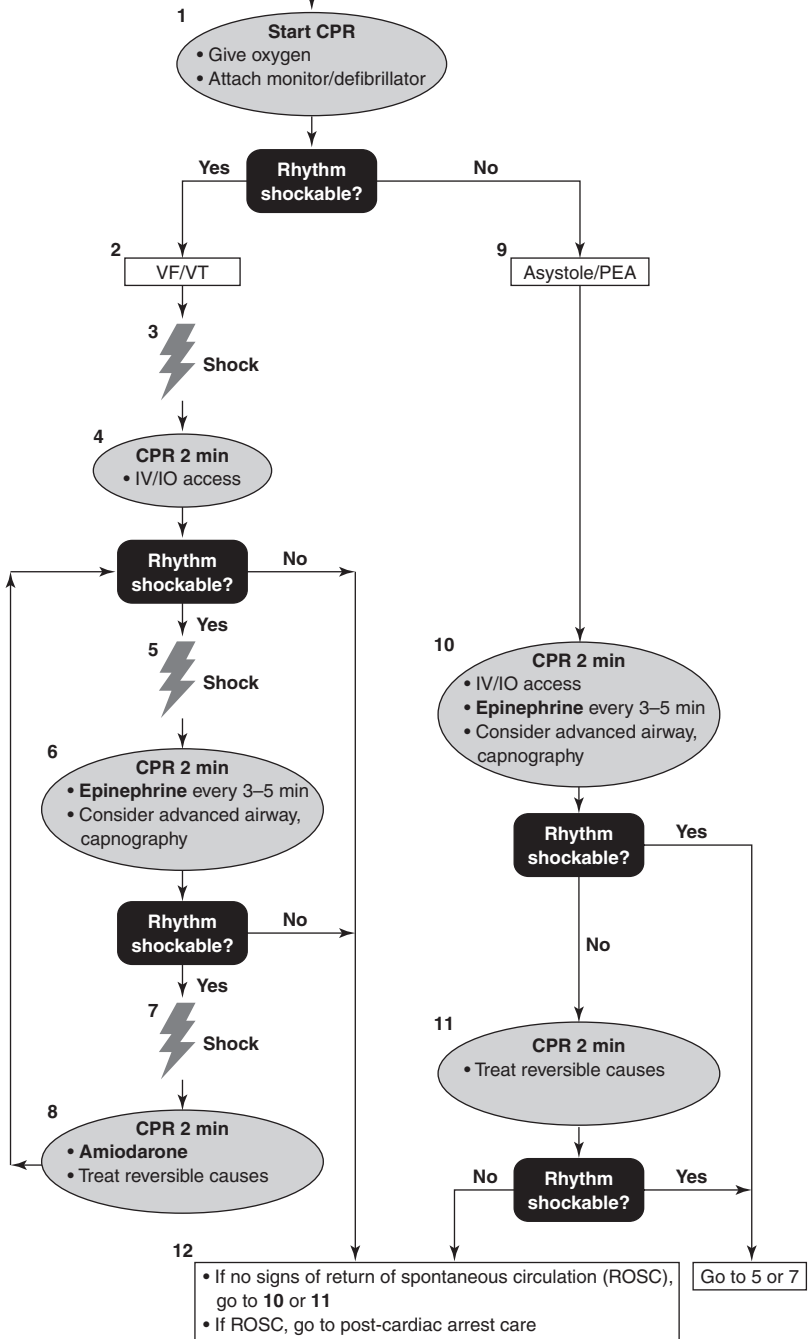 1
Start CPR
• Give oxygen
• Attach monitor/defibrillator
Yes
Rhythm
shockable?
No
2
VF/VT
9
Asystole/PEA
3
Shock
4
CPR 2 min
• IV/IO access
Rhythm
shockable?
No
Yes
5
Shock
10
CPR 2 min
• IV/IO access
• Epinephrine every 3–5 min
• Consider advanced airway,
capnography
6
CPR 2 min
• Epinephrine every 3–5 min
• Consider advanced airway,
capnography
Rhythm
shockable?
Yes
Rhythm
shockable?
No
No
Yes
7
Shock
11
CPR 2 min
• Treat reversible causes
8
CPR 2 min
• Amiodarone
• Treat reversible causes
No
Rhythm
shockable?
Yes
12
• If no signs of return of spontaneous circulation (ROSC),
go to 10 or 11
• If ROSC, go to post-cardiac arrest care
Go to 5 or 7